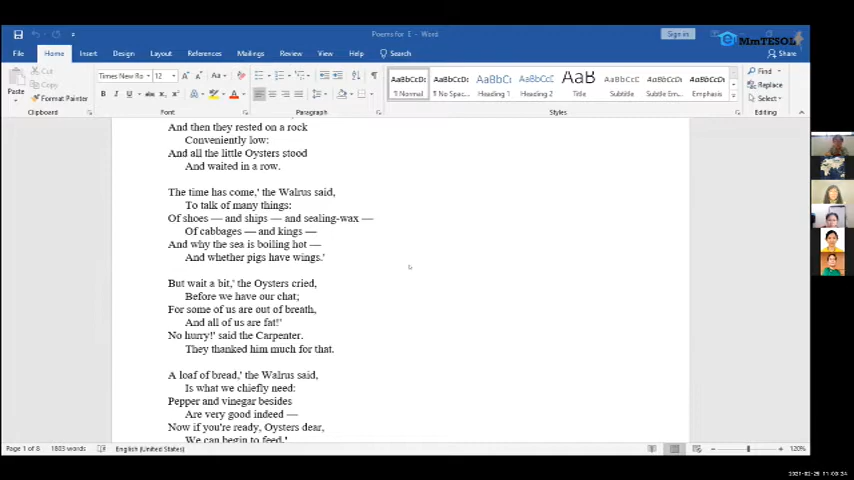 Poems for E - Word
Sign in
MmTESOL
File Home Insert Design Layout References Mailings Review View Help Search
Share
Paste
Cut
Copy
Format Painter
Clipboard
Times New Ro 12
Font
Paragraph
AaBbCcDc AaBbCcDc AaBbCc AaBbCcC AaB AaBbCcD AaBbCcDc AaBbCcDc
¶ Normal ¶ No Spac... Heading 1 Heading 2 Title Subtitle Subtle Em... Emphasis
Styles
Find
Replace
Select
Editing
And then they rested on a rock
Conveniently low:
And all the little Oysters stood
And waited in a row.
The time has come,' the Walrus said,
To talk of many things:
Of shoes — and ships — and sealing-wax —
Of cabbages — and kings —
And why the sea is boiling hot —
And whether pigs have wings.'
But wait a bit,' the Oysters cried,
Before we have our chat;
For some of us are out of breath,
And all of us are fat!'
No hurry!' said the Carpenter.
They thanked him much for that.
A loaf of bread,' the Walrus said,
Is what we chiefly need:
Pepper and vinegar besides
Are very good indeed —
Now if you're ready, Oysters dear,
We can begin to feed.'
Page 1 of 8 1803 words English (United States) 120%